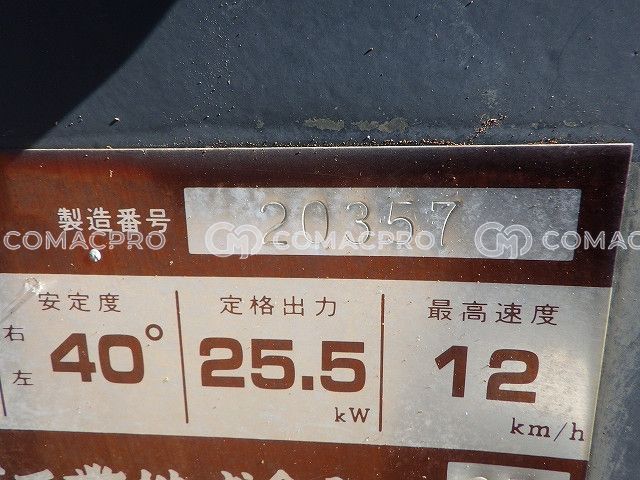 製造番号 20357
COMACPRO COMACPRO COMAC
安定度 定格出力 最高速度
右 左 40° 25.5 kW 12 km/h